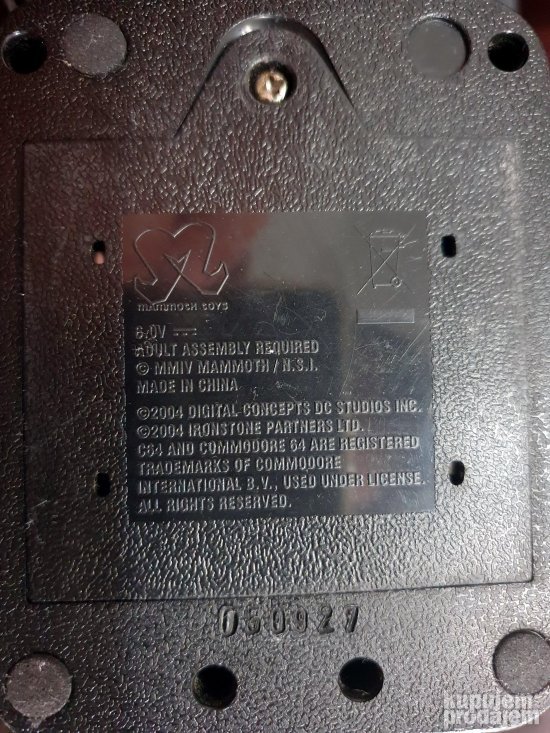 mammoth toys
6.0V
ADULT ASSEMBLY REQUIRED
© MMIV MAMMOTH / N.S.I.
MADE IN CHINA
©2004 DIGITAL CONCEPTS DC STUDIOS INC.
©2004 IRONSTONE PARTNERS LTD.
C64 AND COMMODORE 64 ARE REGISTERED
TRADEMARKS OF COMMODORE
INTERNATIONAL B.V., USED UNDER LICENSE.
ALL RIGHTS RESERVED.
050927
kupujem
prodajem